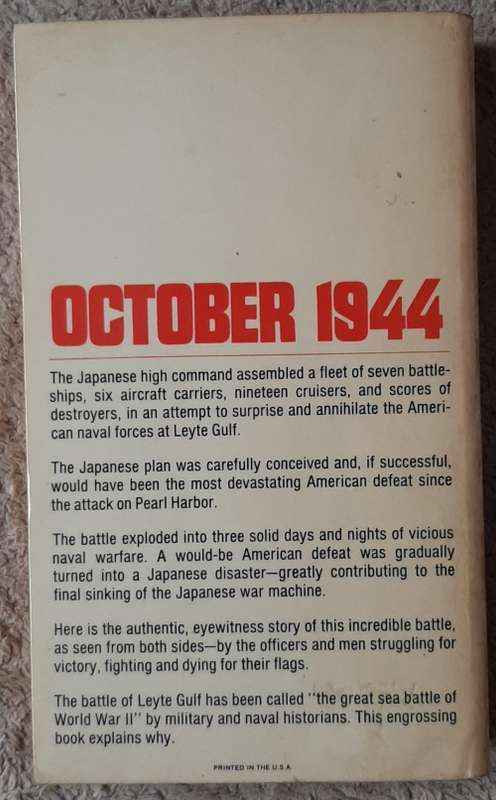 OCTOBER 1944
The Japanese high command assembled a fleet of seven battle-
ships, six aircraft carriers, nineteen cruisers, and scores of
destroyers, in an attempt to surprise and annihilate the Ameri-
can naval forces at Leyte Gulf.
The Japanese plan was carefully conceived and, if successful,
would have been the most devastating American defeat since
the attack on Pearl Harbor.
The battle exploded into three solid days and nights of vicious
naval warfare. A would-be American defeat was gradually
turned into a Japanese disaster—greatly contributing to the
final sinking of the Japanese war machine.
Here is the authentic, eyewitness story of this incredible battle,
as seen from both sides—by the officers and men struggling for
victory, fighting and dying for their flags.
The battle of Leyte Gulf has been called "the great sea battle of
World War II" by military and naval historians. This engrossing
book explains why.
PRINTED IN THE U.S.A.